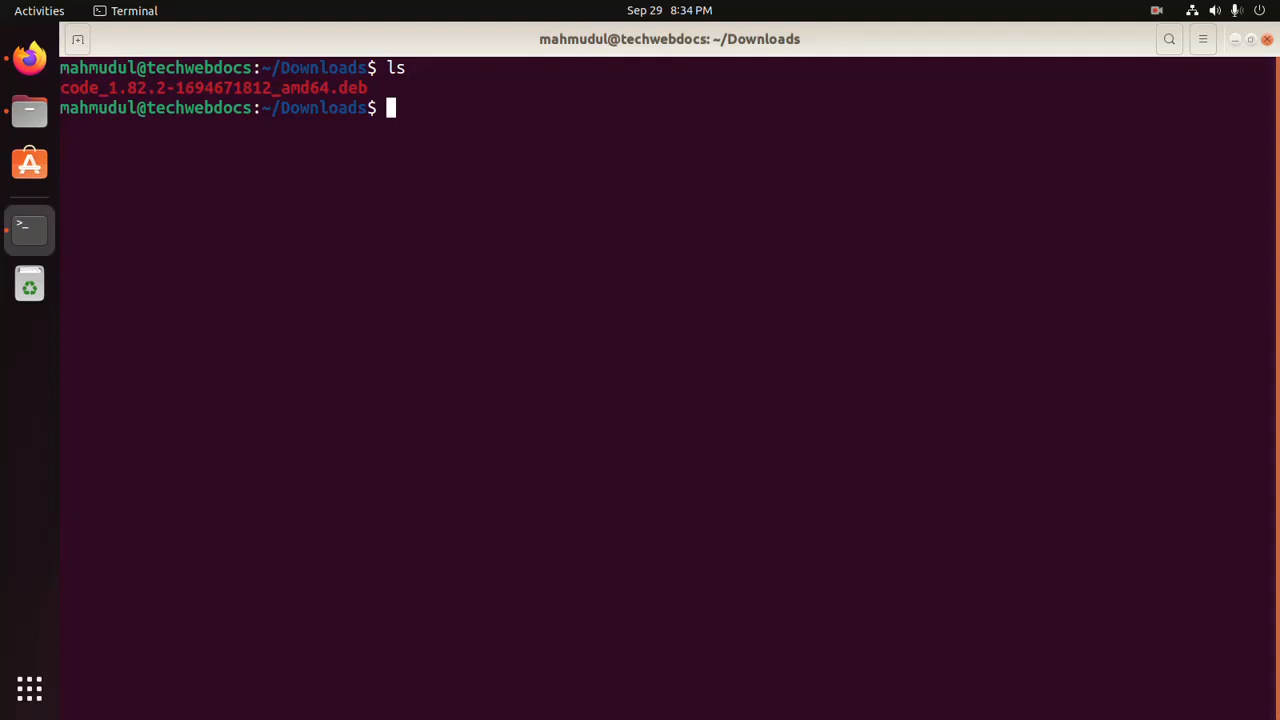 Activities Terminal Sep 29 8:34 PM
mahmudul@techwebdocs: ~/Downloads
mahmudul@techwebdocs:~/Downloads$ ls
code_1.82.2-1694671812_amd64.deb
mahmudul@techwebdocs:~/Downloads$